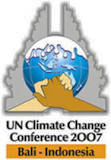 UN Climate Change
Conference 2007
Bali - Indonesia